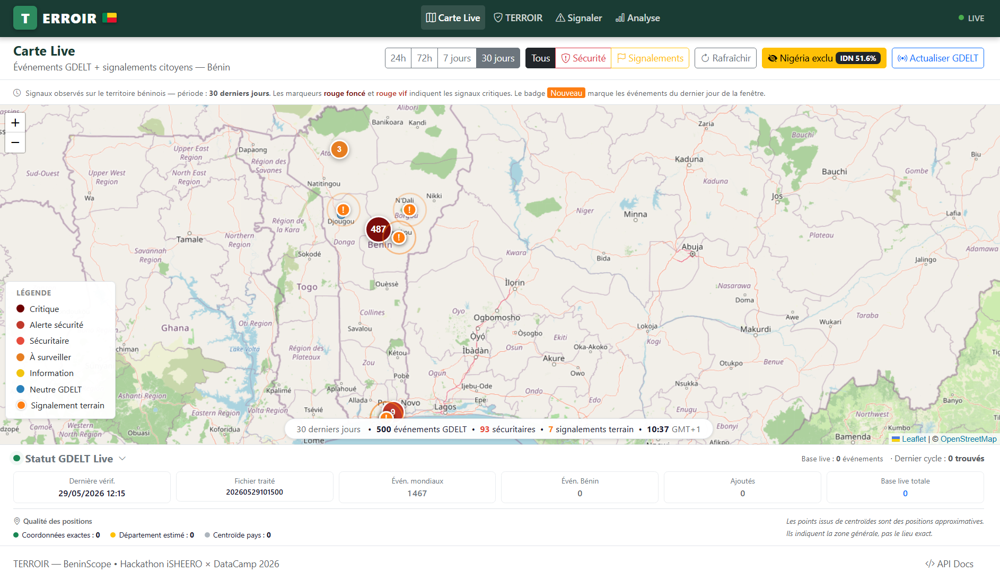 T ERROIR
Carte Live
TERROIR
Signaler
Analyse
LIVE
Carte Live
Événements GDELT + signalements citoyens — Bénin
24h
72h
7 jours
30 jours
Tous
Sécurité
Signalements
Rafraîchir
Nigéria exclu IDN 51.6%
Actualiser GDELT
Signaux observés sur le territoire béninois — période : 30 derniers jours. Les marqueurs rouge foncé et rouge vif indiquent les signaux critiques. Le badge Nouveau marque les événements du dernier jour de la fenêtre.
+
−
Alibori
Banikoara
Kandi
Zaria
Bauchi
Upper East Region
Dapaong
3
Région des Savanes
Kaduna
Biu
Sud-Ouest
Upper West Region
North East Region
Bauchi
Gombe
Natitingou
Kaduna
Wa
N'Dali
Nikki
Jos
!
!
Djougou
Borgou
Niger
Minna
Lafia
Région de la Kara
487
!
Tamale
Northern Region
Donga
Bénin
Plateau
Abuja
Adamawa
Savannah Region
Sokodé
Kwara
Bida
Jalingo
Togo
Ouèssè
Ìlorin
Nasarawa
Doma
LÉGENDE
Critique
Alerte sécurité
Sécuritaire
À surveiller
Information
Neutre GDELT
Signalement terrain
Collines
Oyo
Ogbomosho
Awe
Wukari
Taraba
Ghana
Oti Region
Savalou
Lokoja
Makurdi
Òyó
Òṣogbo
Ekiti
Kogi
chiman
Lake Volta
Région des Plateaux
Kétou
Ìbàdàn
Osun
Oka-Akoko
Zou
Akure
Otukpo
Benue
Pobè
Ogun
Owo
Ashanti Region
Kpalimé
Aplahoué
Ijebu-Ode
Ondo
Nsukka
Allada
Novo
Epe
Edo
Banyo
Eastern Region
Volta Region
Tsévié
9
!
Lagos
Enugu
Northwest
dzopé
Camoé
Western North Region
Obuasi
Koforidua
Ebonyi
Kumbo
Lomé
Afikpo
Bamenda
30 derniers jours • 500 événements GDELT • 93 sécuritaires • 7 signalements terrain • 10:37 GMT+1
Leaflet | © OpenStreetMap
Statut GDELT Live
Base live : 0 événements · Dernier cycle : 0 trouvés
Dernière vérif.
29/05/2026 12:15
Fichier traité
20260529101500
Évén. mondiaux
1 467
Évén. Bénin
0
Ajoutés
0
Base live totale
0
Qualité des positions
Coordonnées exactes : 0
Département estimé : 0
Centroïde pays : 0
Les points issus de centroïdes sont des positions approximatives.
Ils indiquent la zone générale, pas le lieu exact.
TERROIR — BeninScope • Hackathon iSHEERO × DataCamp 2026
</> API Docs